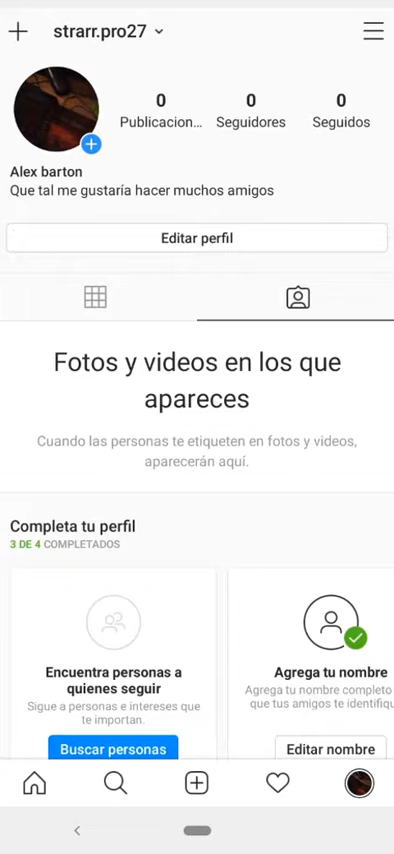 strarr.pro27
0 0 0
Publicacion... Seguidores Seguidos
Alex barton
Que tal me gustaría hacer muchos amigos
Editar perfil
Fotos y videos en los que
apareces
Cuando las personas te etiqueten en fotos y videos,
aparecerán aquí.
Completa tu perfil
3 DE 4 COMPLETADOS
Encuentra personas a
quienes seguir
Sigue a personas e intereses que
te importan.
Buscar personas
Agrega tu nombre
Agrega tu nombre completo
que tus amigos te identifiqu
Editar nombre